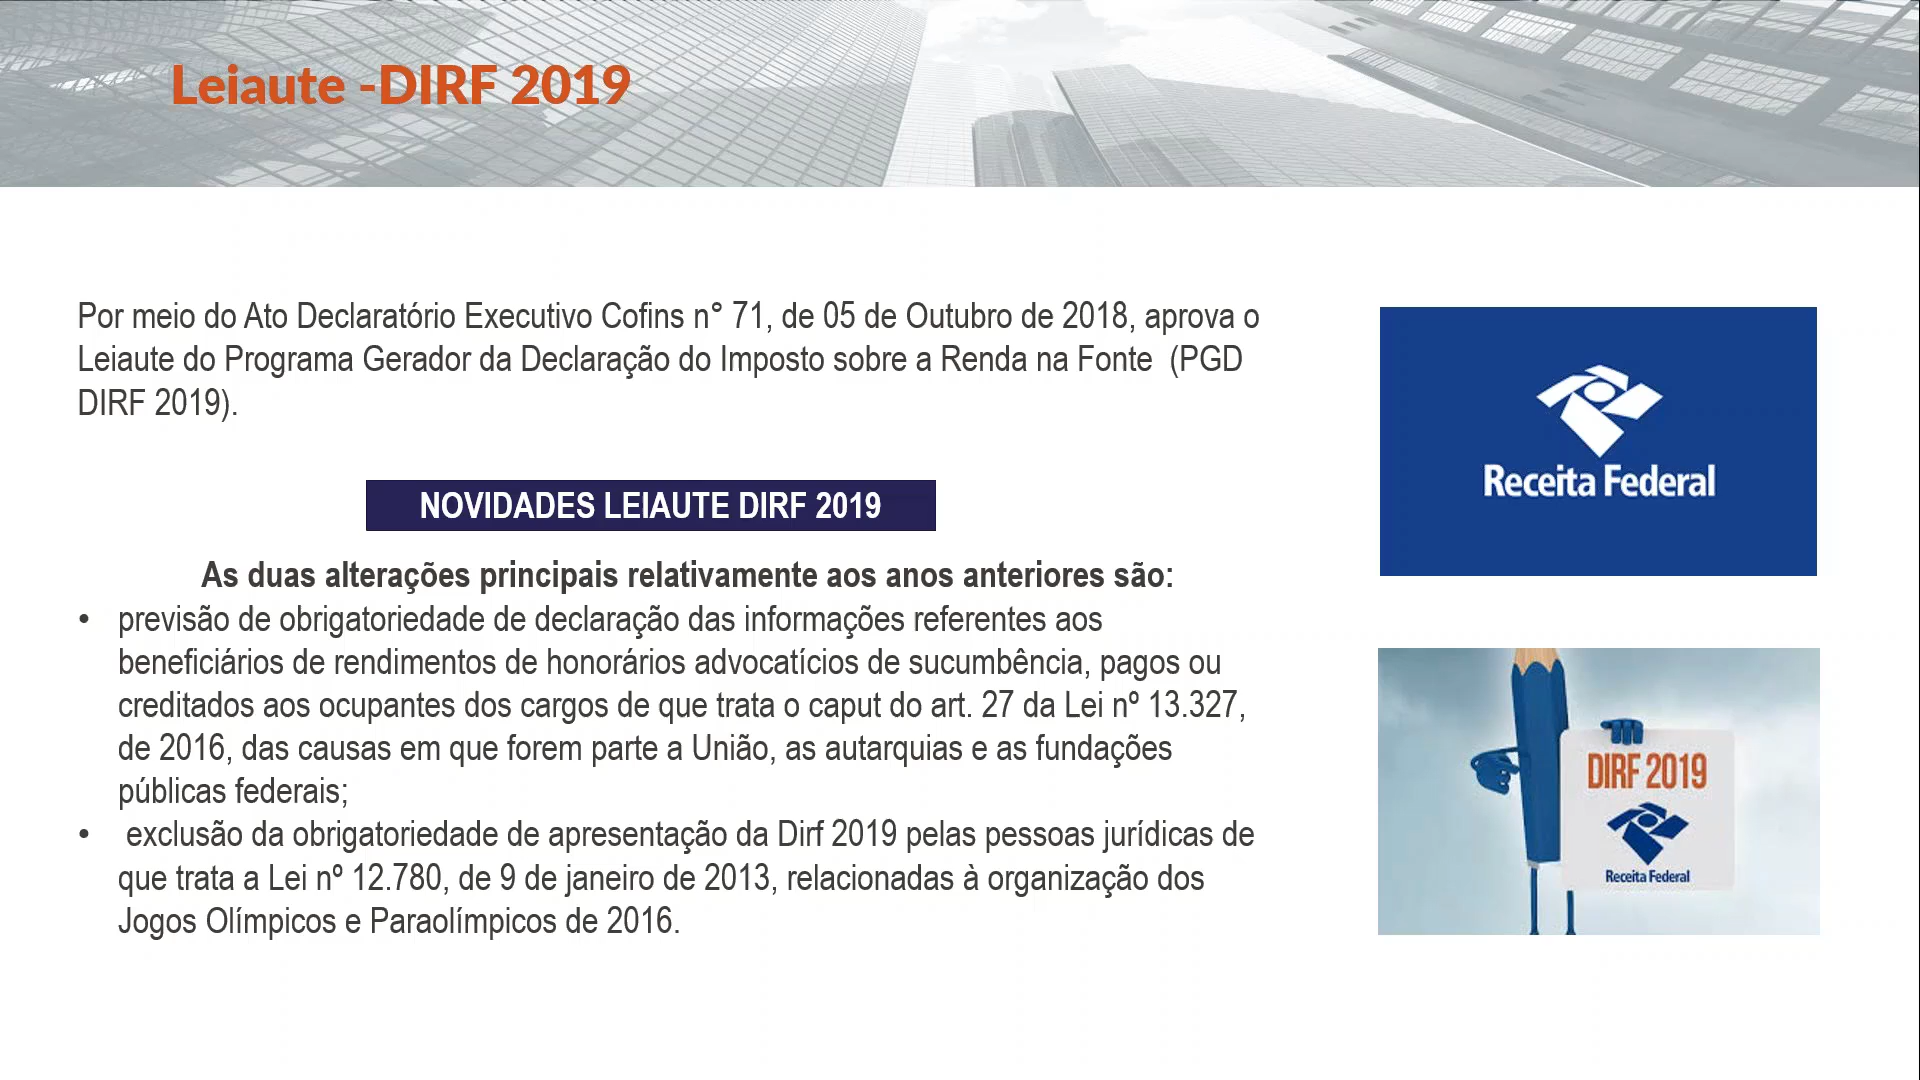 Leiaute -DIRF 2019
Por meio do Ato Declaratório Executivo Cofins n° 71, de 05 de Outubro de 2018, aprova o
Leiaute do Programa Gerador da Declaração do Imposto sobre a Renda na Fonte  (PGD
DIRF 2019).
NOVIDADES LEIAUTE DIRF 2019
As duas alterações principais relativamente aos anos anteriores são:
• previsão de obrigatoriedade de declaração das informações referentes aos
beneficiários de rendimentos de honorários advocatícios de sucumbência, pagos ou
creditados aos ocupantes dos cargos de que trata o caput do art. 27 da Lei nº 13.327,
de 2016, das causas em que forem parte a União, as autarquias e as fundações
públicas federais;
• exclusão da obrigatoriedade de apresentação da Dirf 2019 pelas pessoas jurídicas de
que trata a Lei nº 12.780, de 9 de janeiro de 2013, relacionadas à organização dos
Jogos Olímpicos e Paraolímpicos de 2016.
Receita Federal
DIRF 2019
Receita Federal